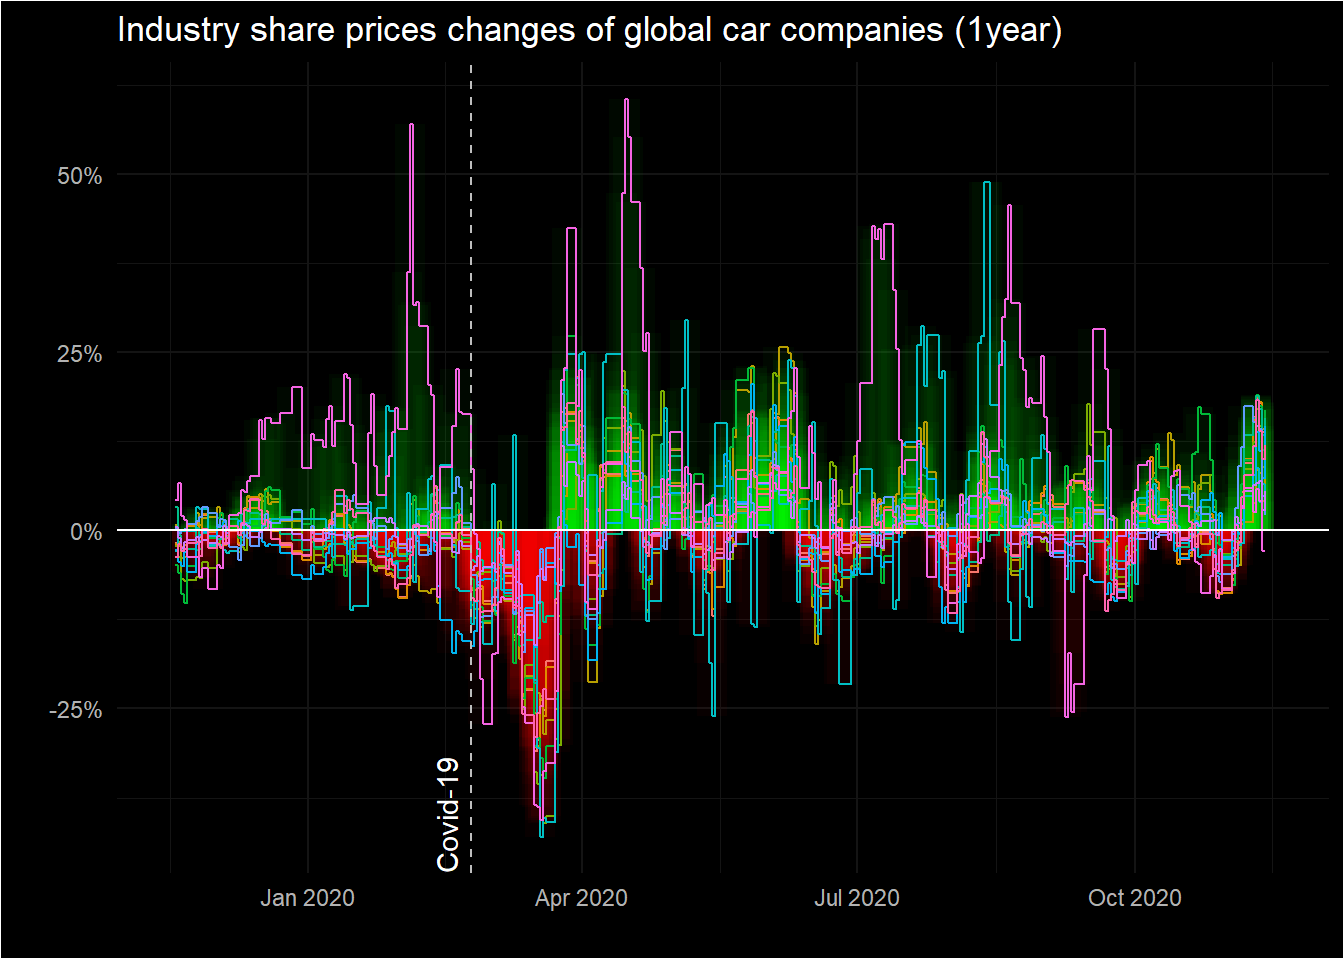 Industry share prices changes of global car companies (1year)
50%
25%
0%
-25%
Covid-19
Jan 2020
Apr 2020
Jul 2020
Oct 2020